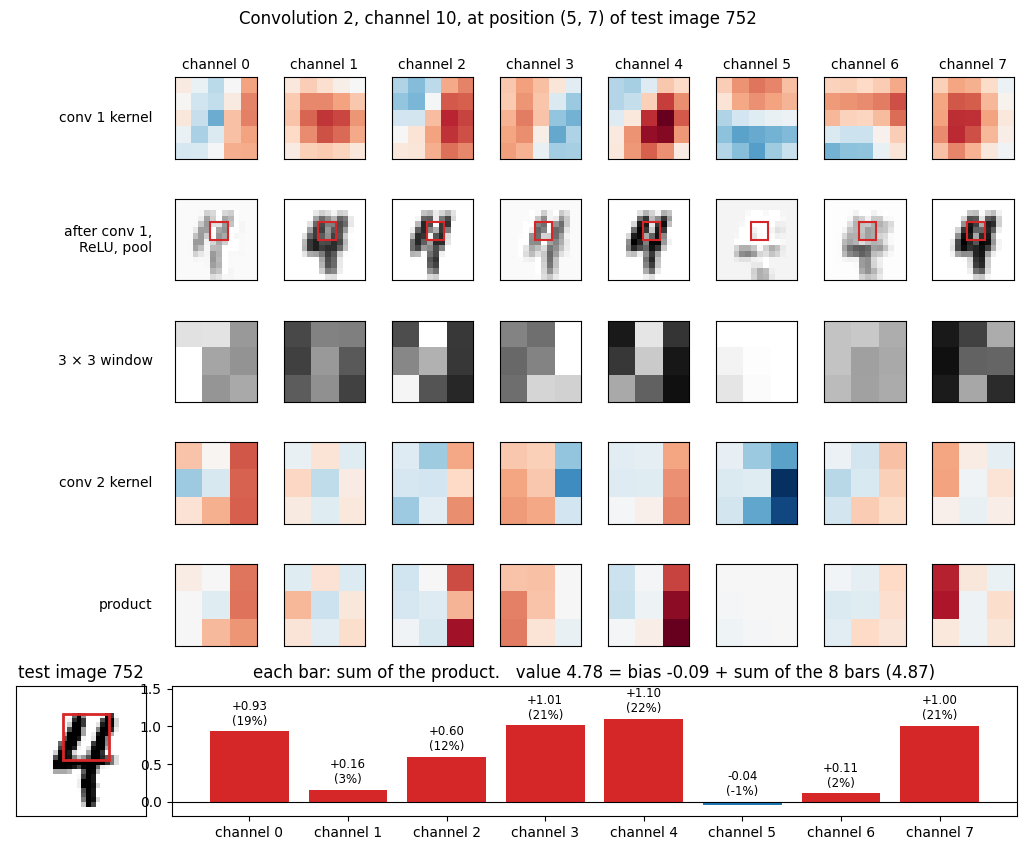 Convolution 2, channel 10, at position (5, 7) of test image 752
channel 0 channel 1 channel 2 channel 3 channel 4 channel 5 channel 6 channel 7
conv 1 kernel
after conv 1,
ReLU, pool
3 × 3 window
conv 2 kernel
product
test image 752
each bar: sum of the product. value 4.78 = bias -0.09 + sum of the 8 bars (4.87)
1.5
1.0
0.5
0.0
+0.93
(19%)
+0.16
(3%)
+0.60
(12%)
+1.01
(21%)
+1.10
(22%)
-0.04
(-1%)
+0.11
(2%)
+1.00
(21%)
channel 0 channel 1 channel 2 channel 3 channel 4 channel 5 channel 6 channel 7